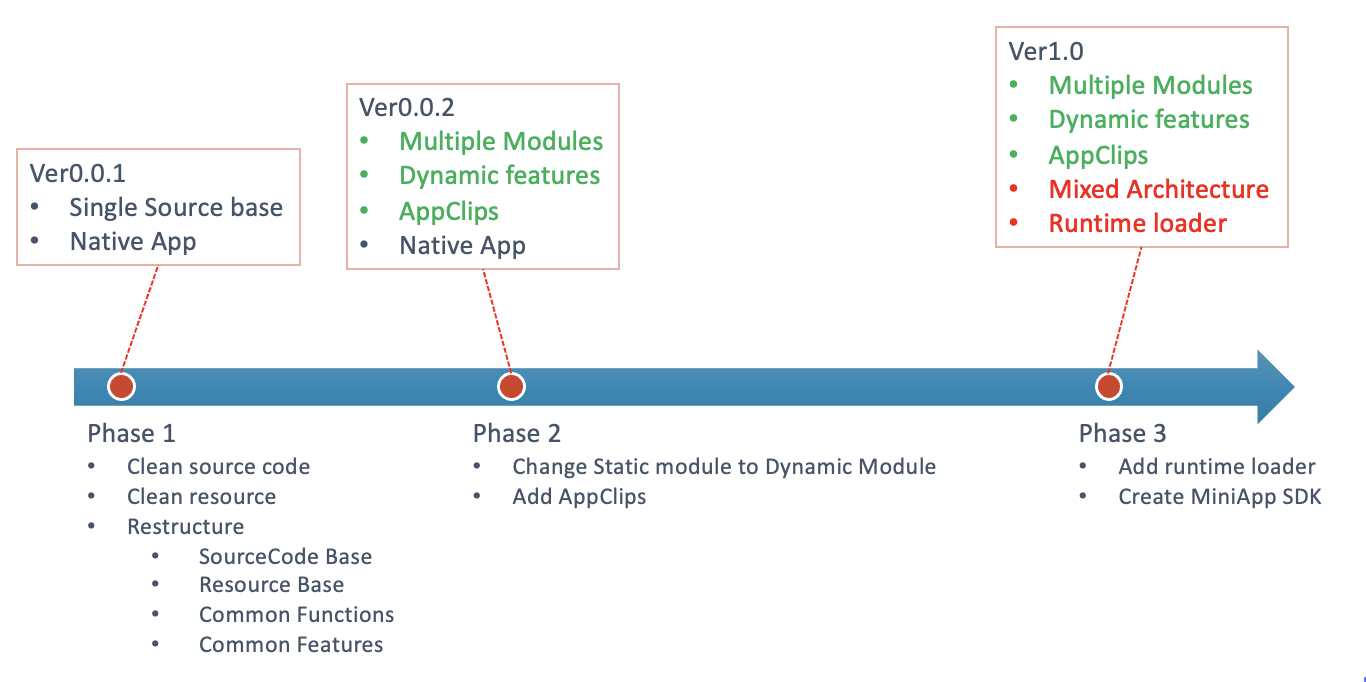 Ver0.0.1
• Single Source base
• Native App
Ver0.0.2
• Multiple Modules
• Dynamic features
• AppClips
• Native App
Ver1.0
• Multiple Modules
• Dynamic features
• AppClips
• Mixed Architecture
• Runtime loader
Phase 1
• Clean source code
• Clean resource
• Restructure
• SourceCode Base
• Resource Base
• Common Functions
• Common Features
Phase 2
• Change Static module to Dynamic Module
• Add AppClips
Phase 3
• Add runtime loader
• Create MiniApp SDK